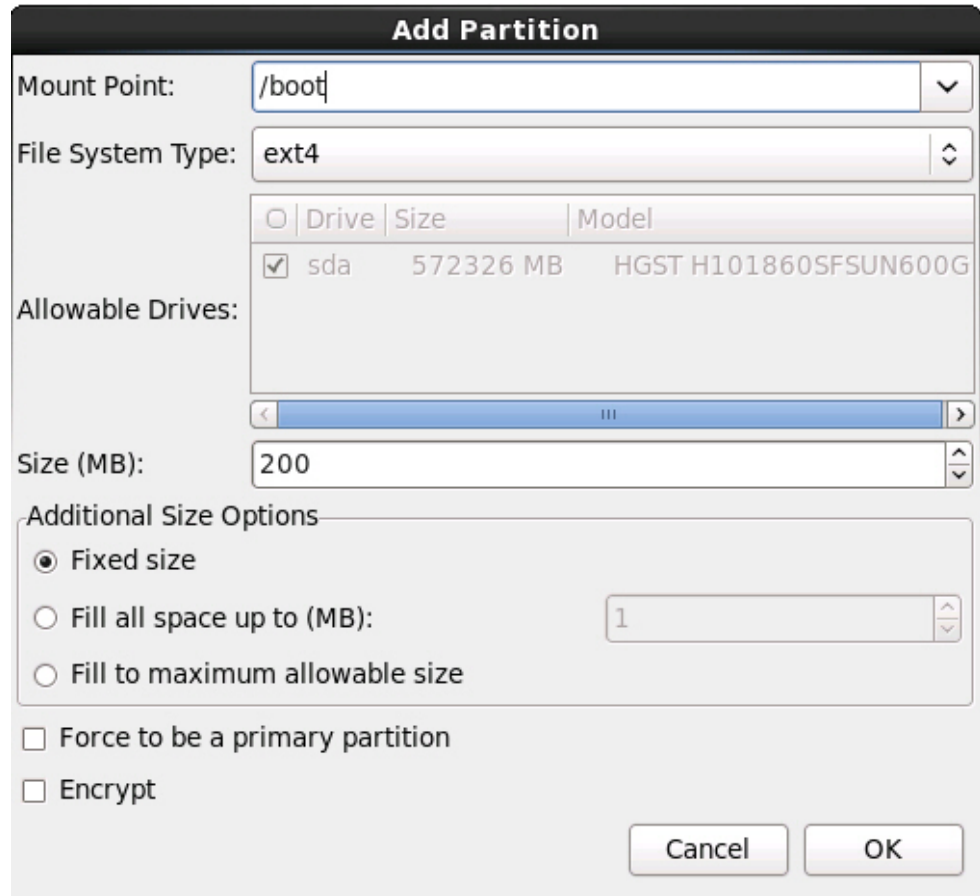 Add Partition
Mount Point: /boot
File System Type: ext4
Drive Size Model
sda 572326 MB HGST H101860SFSUN600G
Allowable Drives:
Size (MB): 200
Additional Size Options
Fixed size
Fill all space up to (MB): 1
Fill to maximum allowable size
Force to be a primary partition
Encrypt
Cancel OK